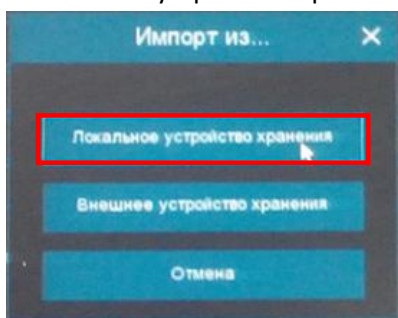 Импорт из...
Локальное устройство хранения
Внешнее устройство хранения
Отмена